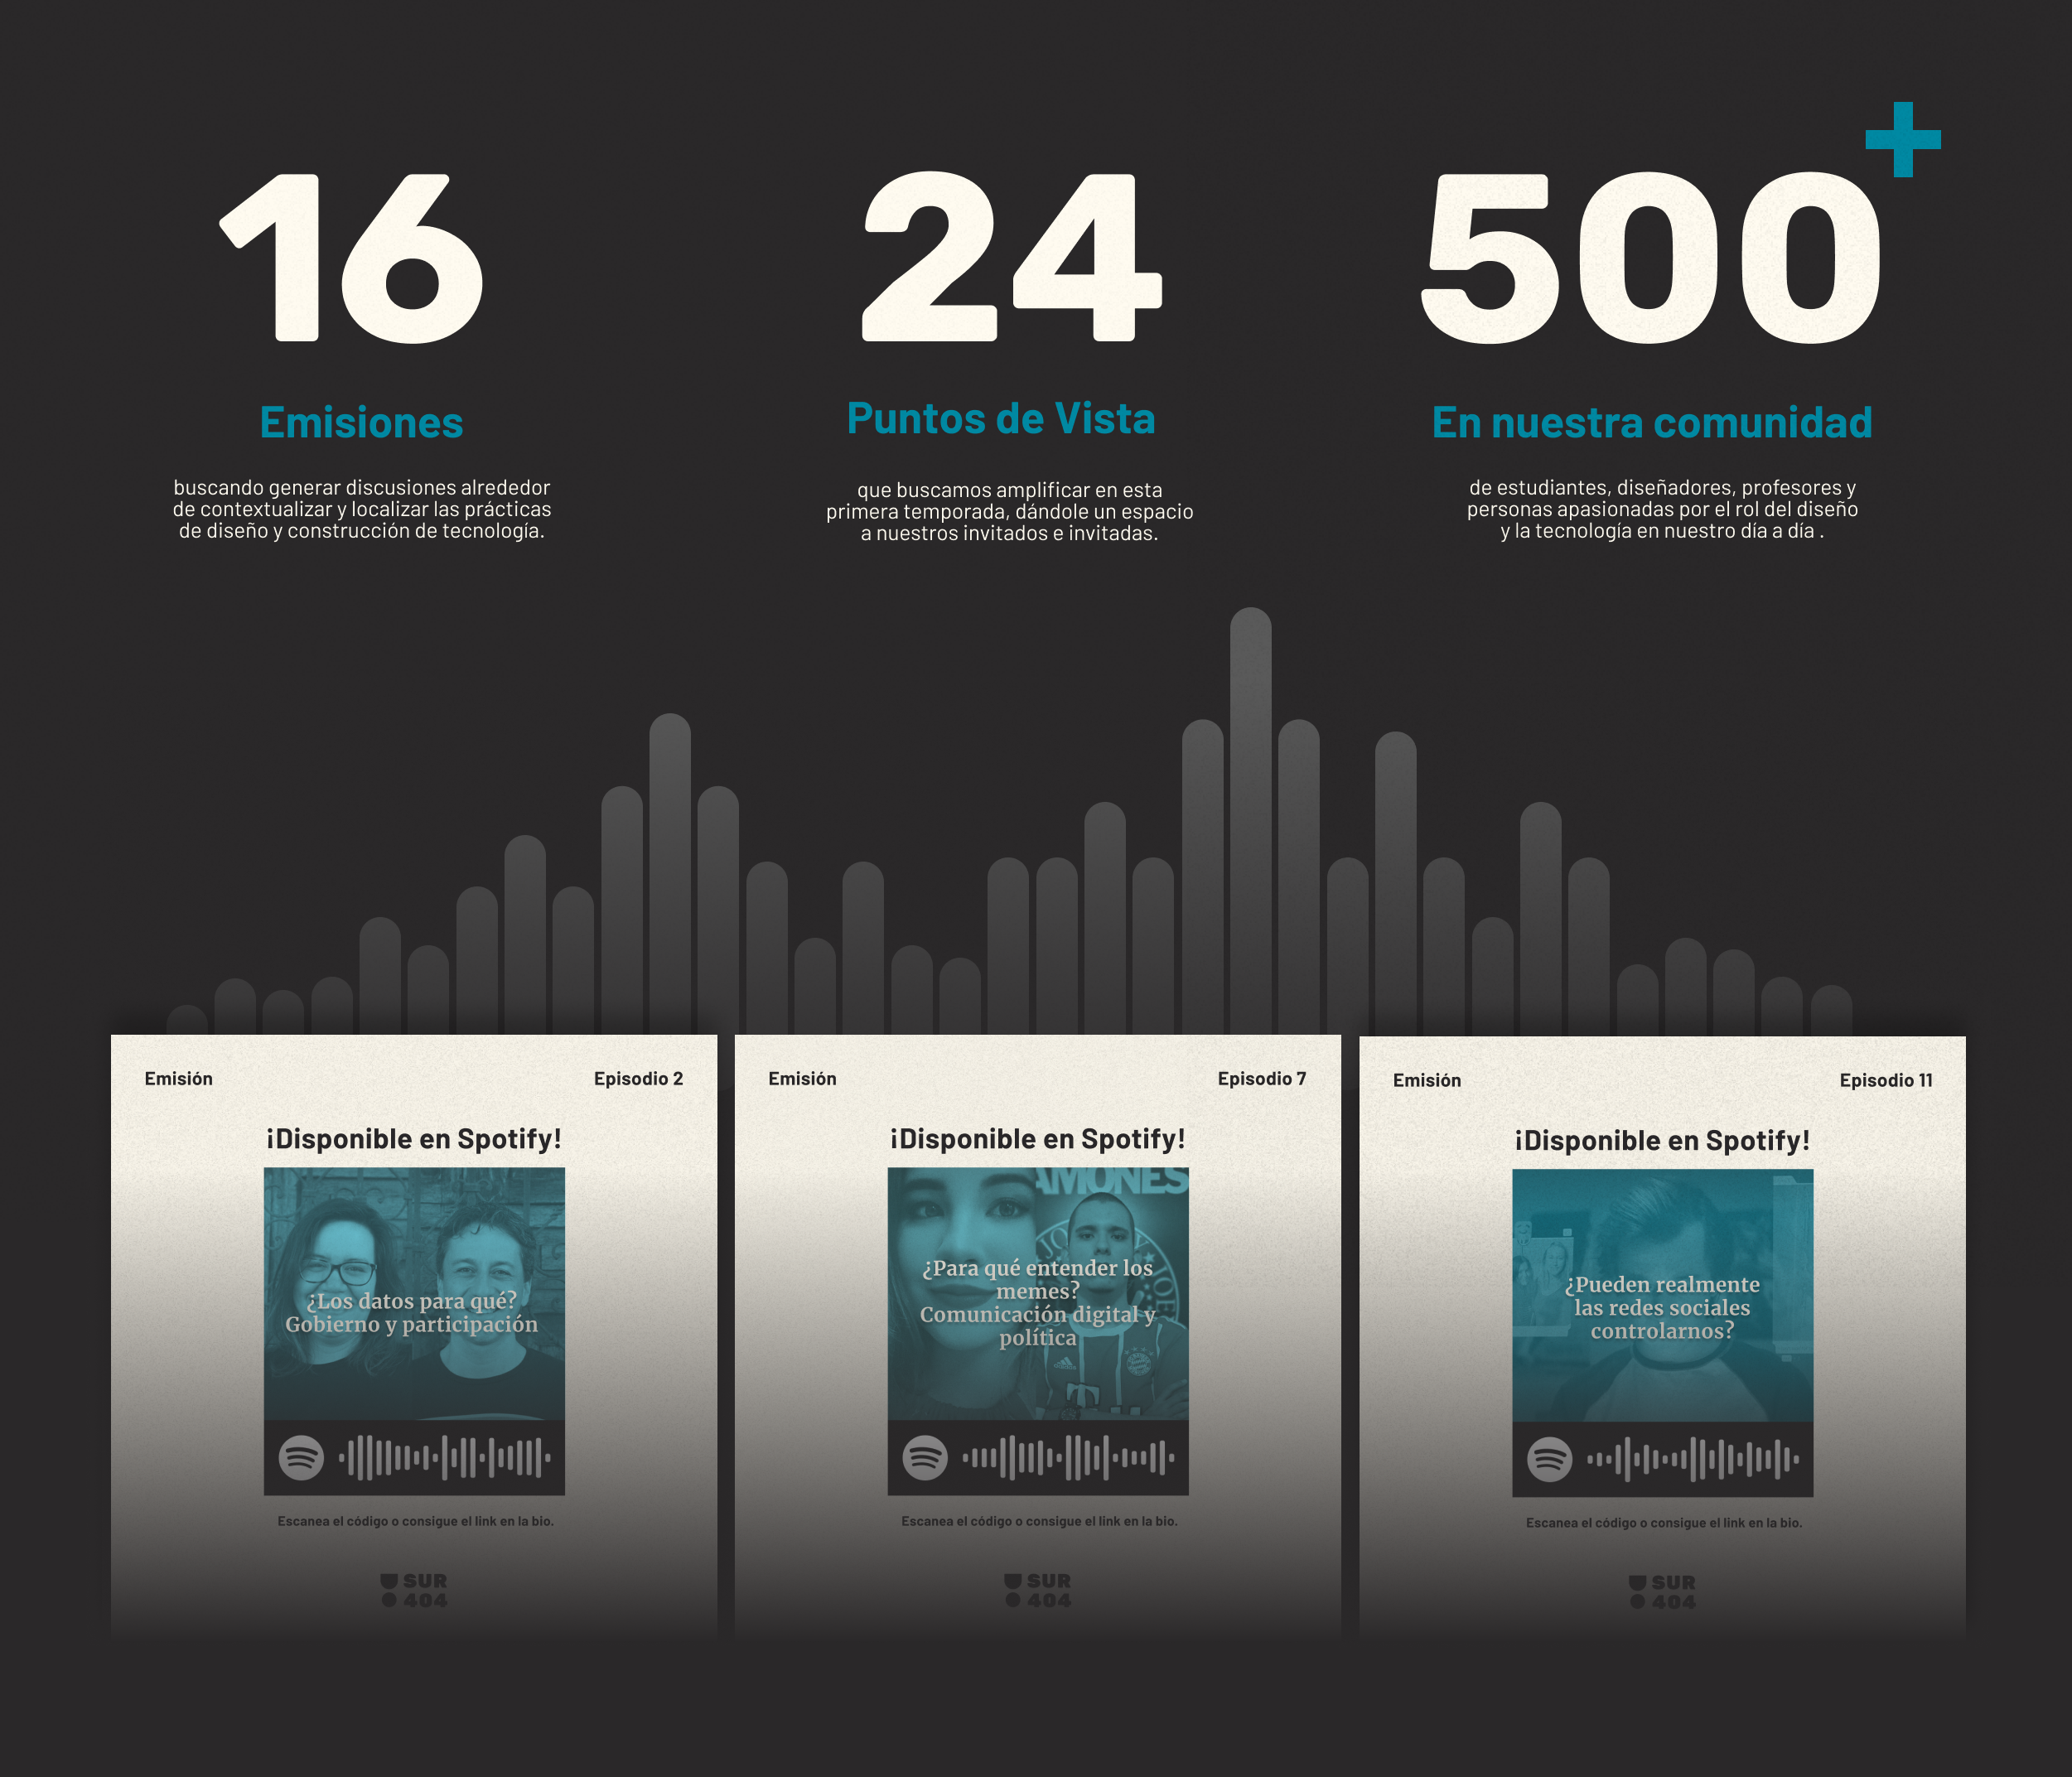 16
Emisiones
buscando generar discusiones alrededor
de contextualizar y localizar las prácticas
de diseño y construcción de tecnología.
24
Puntos de Vista
que buscamos amplificar en esta
primera temporada, dándole un espacio
a nuestros invitados e invitadas.
500+
En nuestra comunidad
de estudiantes, diseñadores, profesores y
personas apasionadas por el rol del diseño
y la tecnología en nuestro día a día .
Emisión
Episodio 2
¡Disponible en Spotify!
¿Los datos para qué?
Gobierno y participación
Escanea el código o consigue el link en la bio.
SUR
404
Emisión
Episodio 7
¡Disponible en Spotify!
AMONES
¿Para qué entender los
memes?
Comunicación digital y
política
Escanea el código o consigue el link en la bio.
SUR
404
Emisión
Episodio 11
¡Disponible en Spotify!
¿Pueden realmente
las redes sociales
controlarnos?
Escanea el código o consigue el link en la bio.
SUR
404